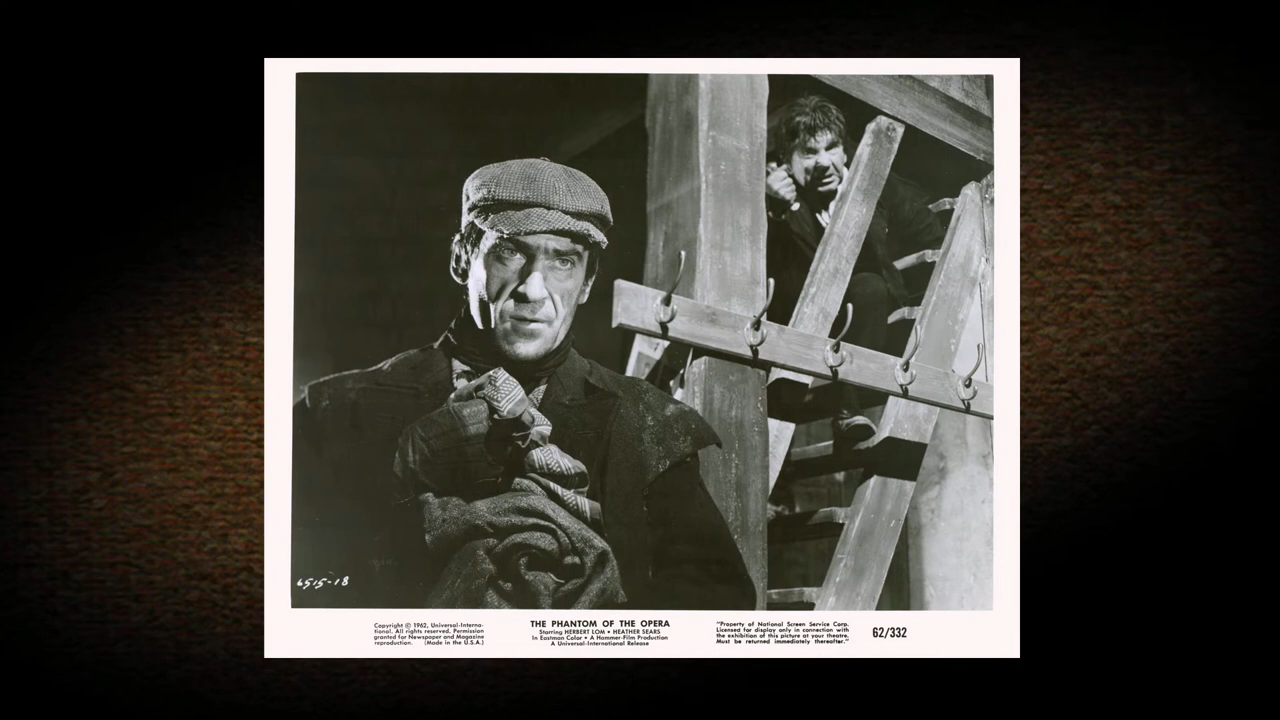 6515-18
Copyright © 1962, Universal-Interna-
tional. All rights reserved. Permission
granted for Newspaper and Magazine
reproduction. (Made in the U.S.A.)
THE PHANTOM OF THE OPERA
Starring HERBERT LOM • HEATHER SEARS
In Eastman Color • A Hammer-Film Production
A Universal-International Release
"Property of National Screen Service Corp.
Licensed for display only in connection with
the exhibition of this picture at your theatre.
Must be returned immediately thereafter."
62/332